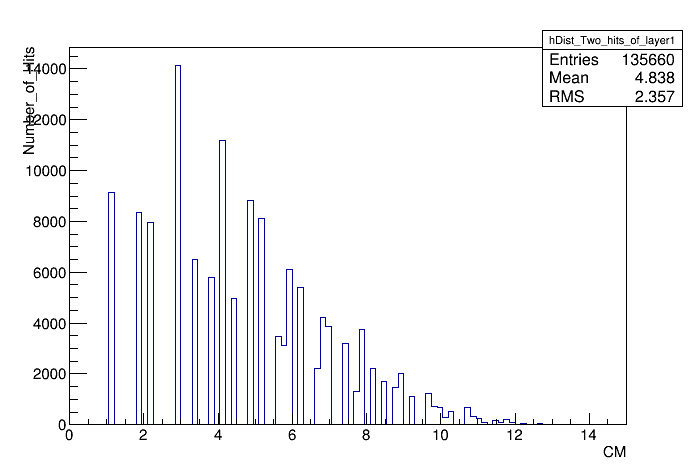 hDist_Two_hits_of_layer1
Entries 135660
Mean 4.838
RMS 2.357
Number_of_Hits
14000
12000
10000
8000
6000
4000
2000
0
0 2 4 6 8 10 12 14
CM